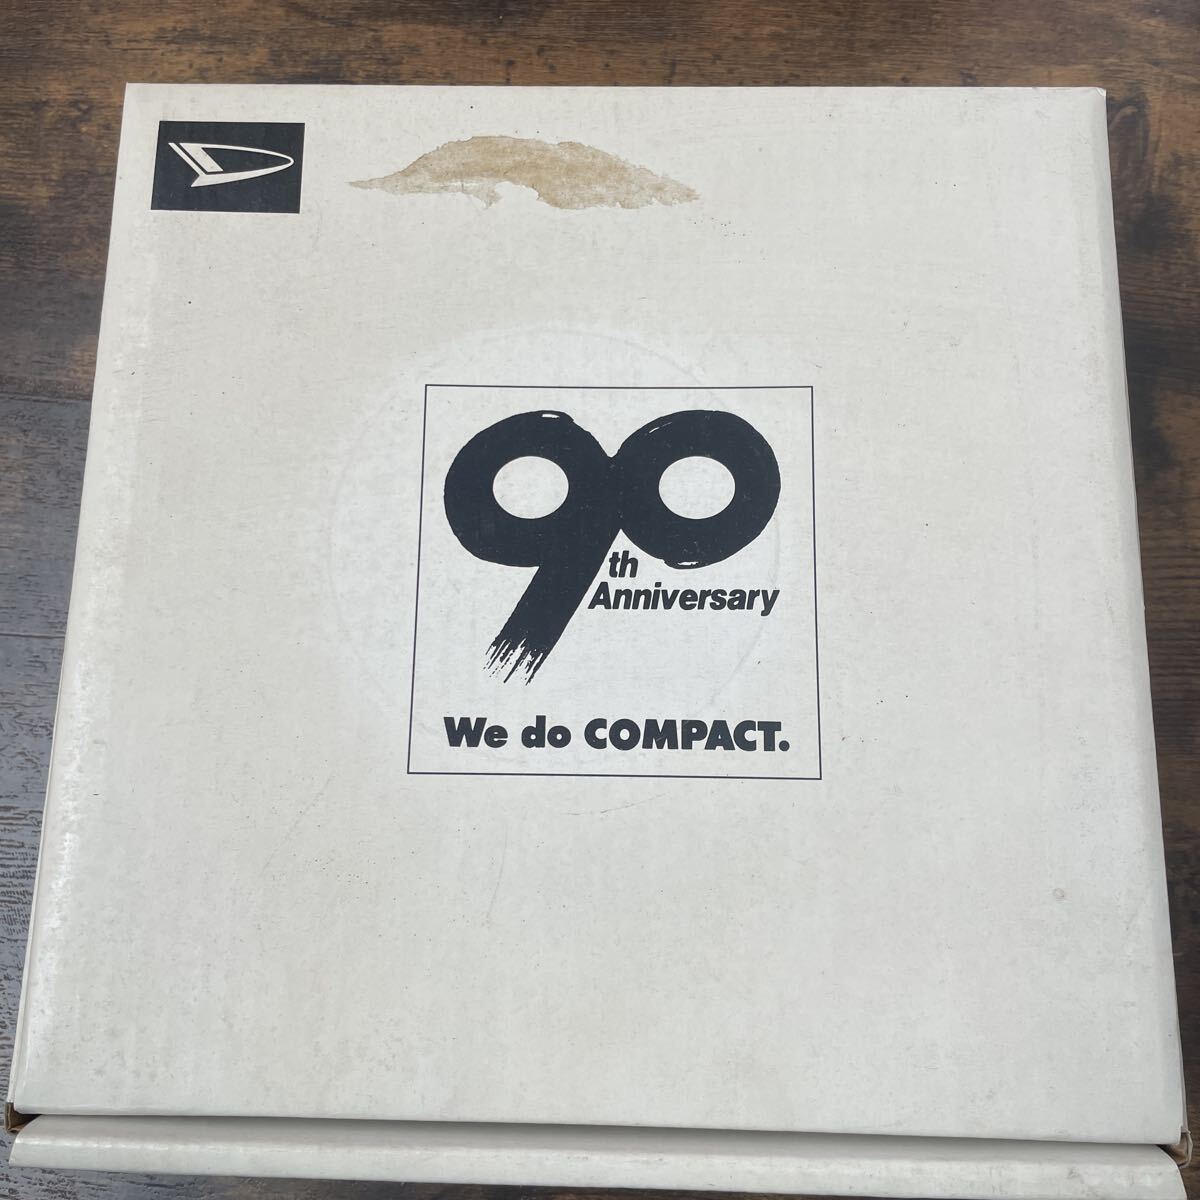 90
th
Anniversary
We do COMPACT.